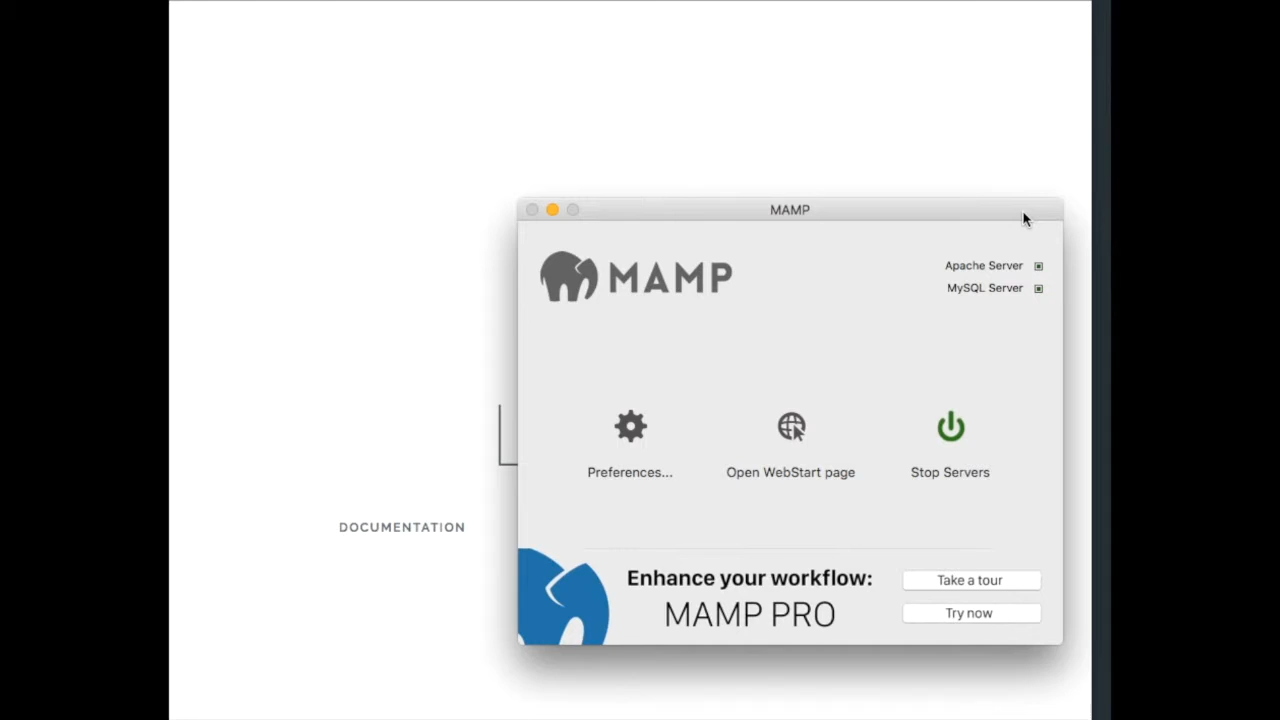 MAMP
MAMP
Apache Server
MySQL Server
Preferences...
Open WebStart page
Stop Servers
DOCUMENTATION
Enhance your workflow:
MAMP PRO
Take a tour
Try now